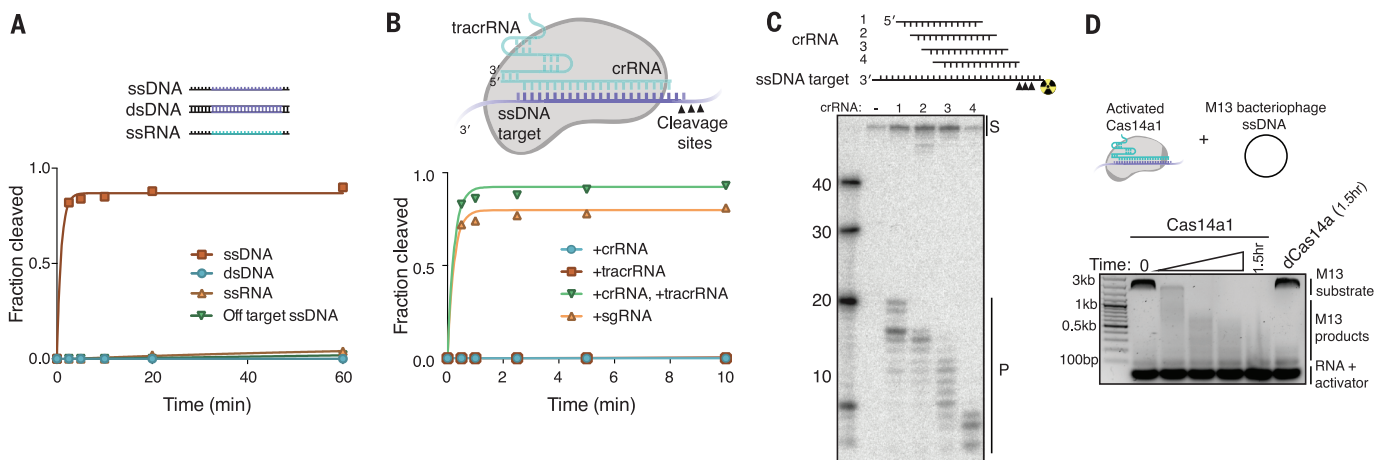 A
ssDNA
dsDNA
ssRNA
1.0
0.5
0.0
Fraction cleaved
0
20
40
60
Time (min)
ssDNA
dsDNA
ssRNA
Off target ssDNA
B
tracrRNA
3′
5′
crRNA
3′
ssDNA
target
Cleavage
sites
1.0
0.5
0.0
Fraction cleaved
0
2
4
6
8
10
Time (min)
+crRNA
+tracrRNA
+crRNA, +tracrRNA
+sgRNA
C
crRNA
1
5′
2
3
4
ssDNA target
3′
crRNA:
-
1
2
3
4
S
40
30
20
10
P
D
Activated
Cas14a1
+
M13 bacteriophage
ssDNA
Cas14a1
dCas14a (1.5hr)
Time:
0
1.5hr
3kb
1kb
0.5kb
100bp
M13
substrate
M13
products
RNA +
activator